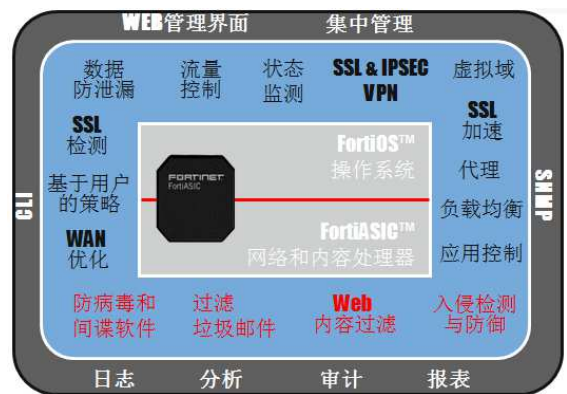 WEB管理界面 集中管理
数据 流量 状态 SSL & IPSEC 虚拟域
防泄漏 控制 监测 VPN
SSL
检测
SSL
加速
FortiOS™
操作系统
FORTINET
FortiASIC
基于用户
的策略
代理
CLI
SNMP
负载均衡
FortiASIC™
网络和内容处理器
WAN
优化
应用控制
防病毒和 过滤 Web 入侵检测
间谍软件 垃圾邮件 内容过滤 与防御
日志 分析 审计 报表